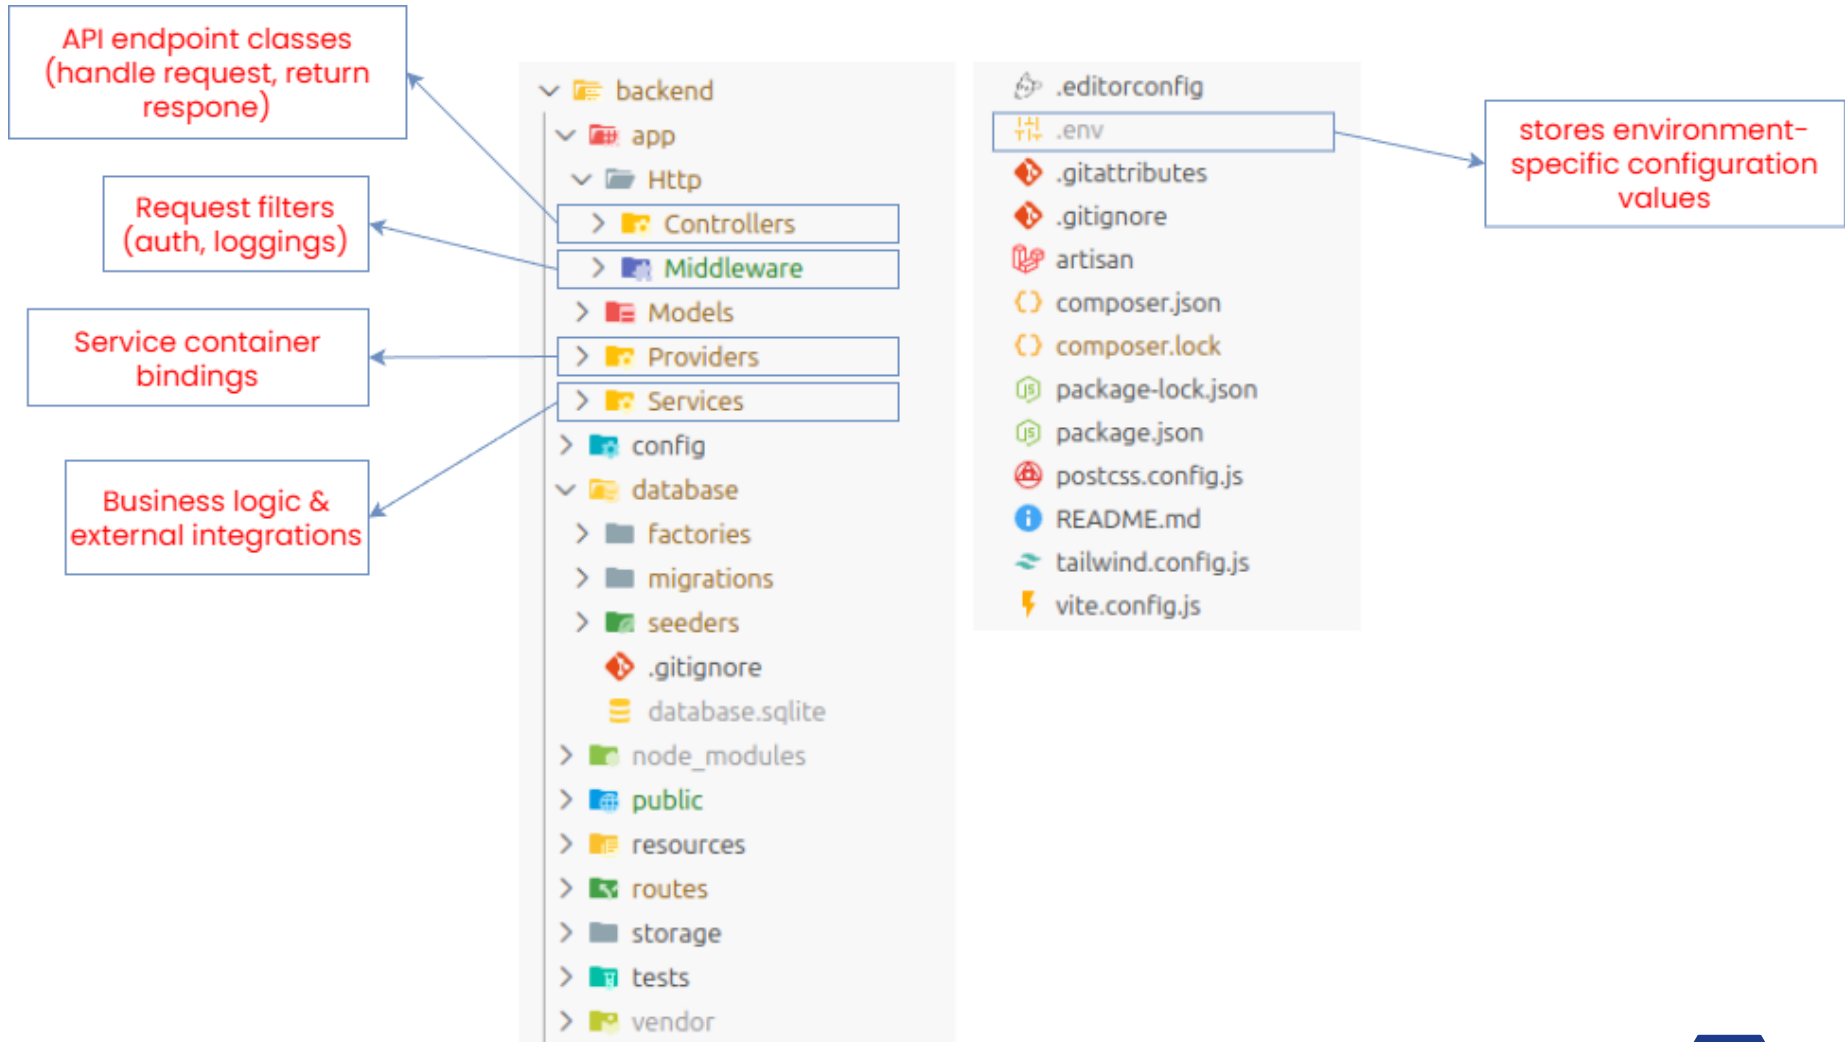 API endpoint classes
(handle request, return
respone)
Request filters
(auth, loggings)
Service container
bindings
Business logic &
external integrations
backend
app
Http
Controllers
Middleware
Models
Providers
Services
config
database
factories
migrations
seeders
.gitignore
database.sqlite
node_modules
public
resources
routes
storage
tests
vendor
.editorconfig
.env
.gitattributes
.gitignore
artisan
composer.json
composer.lock
package-lock.json
package.json
postcss.config.js
README.md
tailwind.config.js
vite.config.js
stores environment-
specific configuration
values